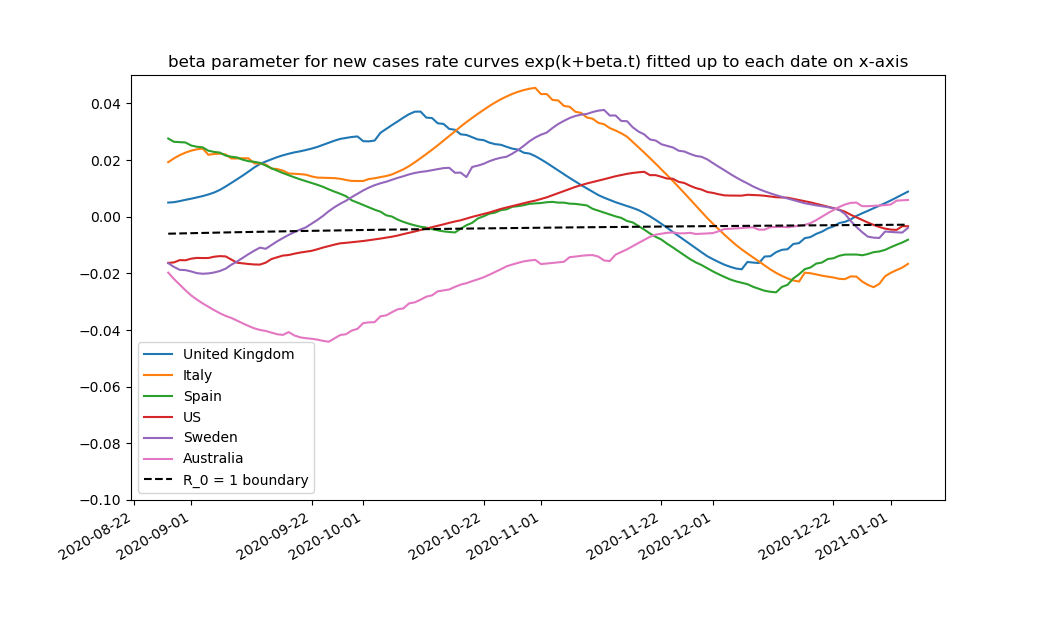 beta parameter for new cases rate curves exp(k+beta.t) fitted up to each date on x-axis
0.04
0.02
0.00
−0.02
−0.04
−0.06
−0.08
−0.10
United Kingdom
Italy
Spain
US
Sweden
Australia
R_0 = 1 boundary
2020-08-22
2020-09-01
2020-09-22
2020-10-01
2020-10-22
2020-11-01
2020-11-22
2020-12-01
2020-12-22
2021-01-01